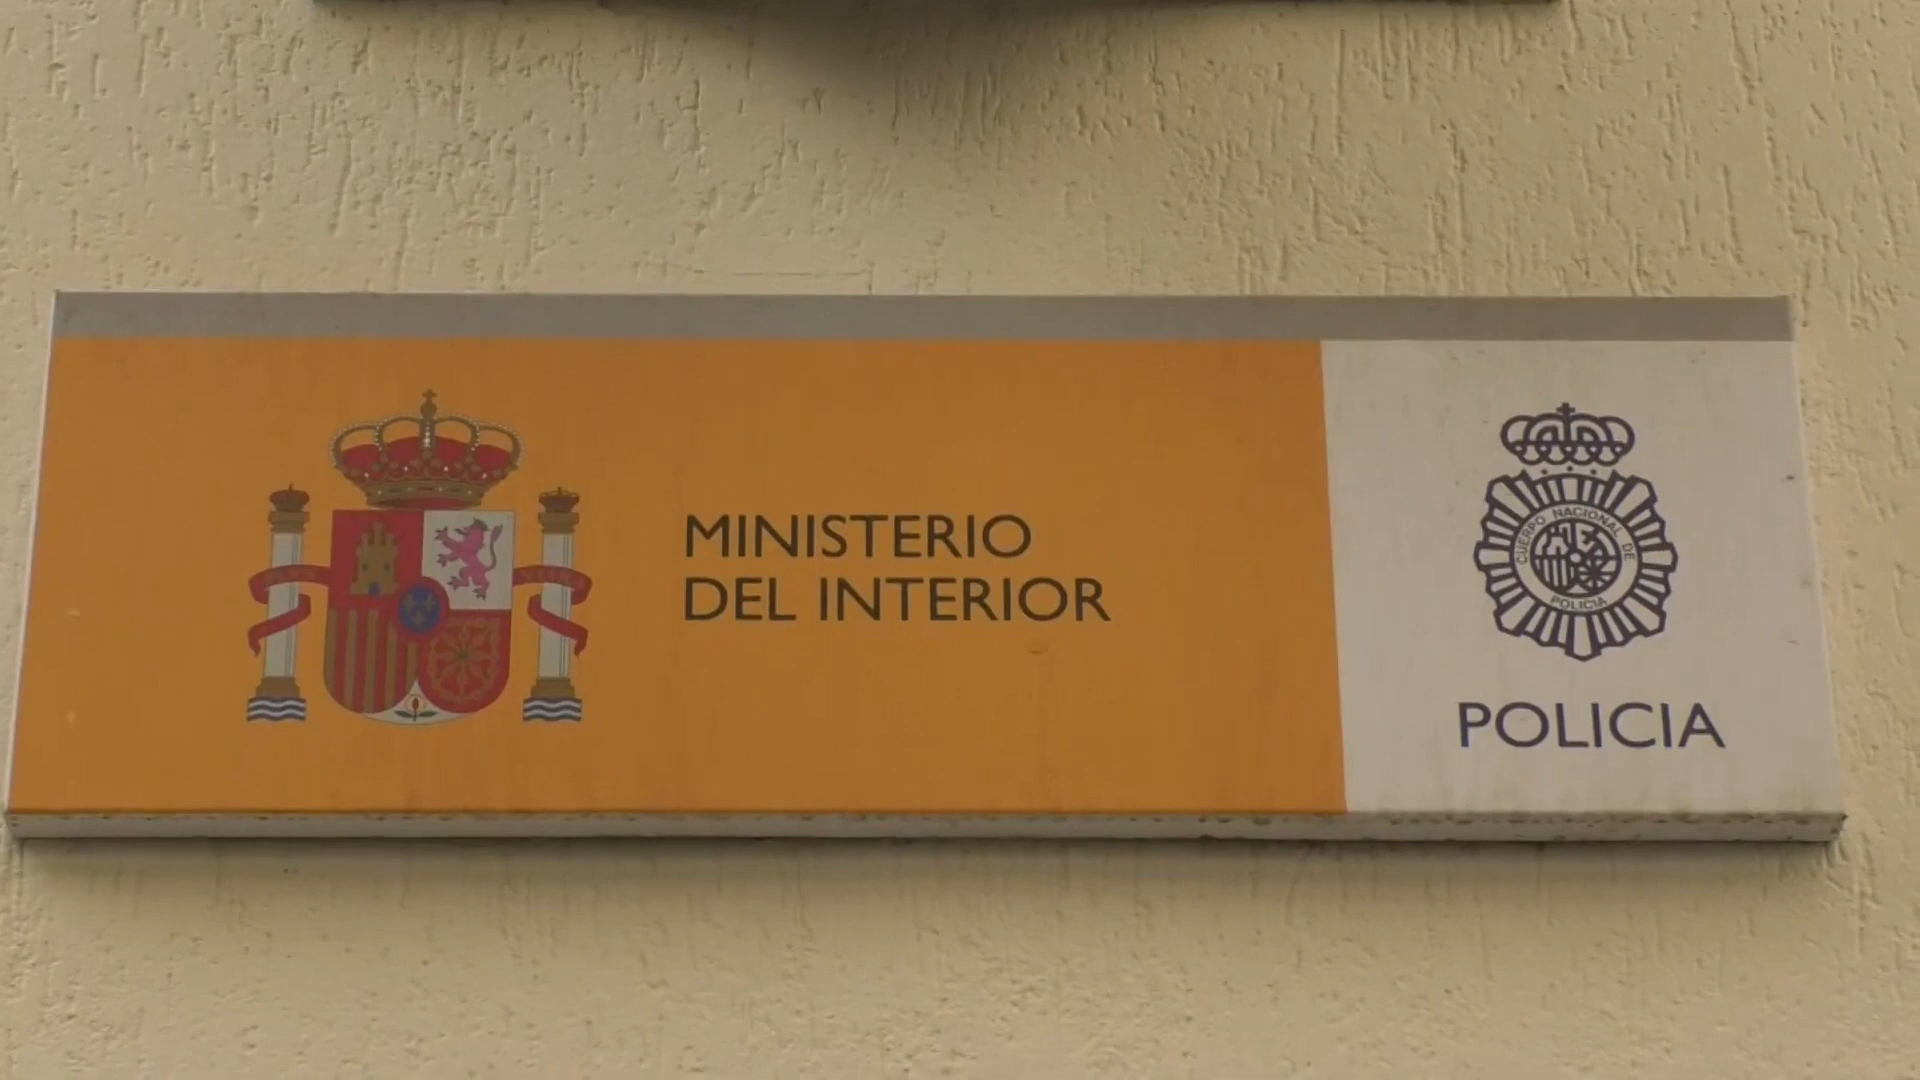 MINISTERIO
DEL INTERIOR
CUERPO NACIONAL DE
POLICIA
POLICIA